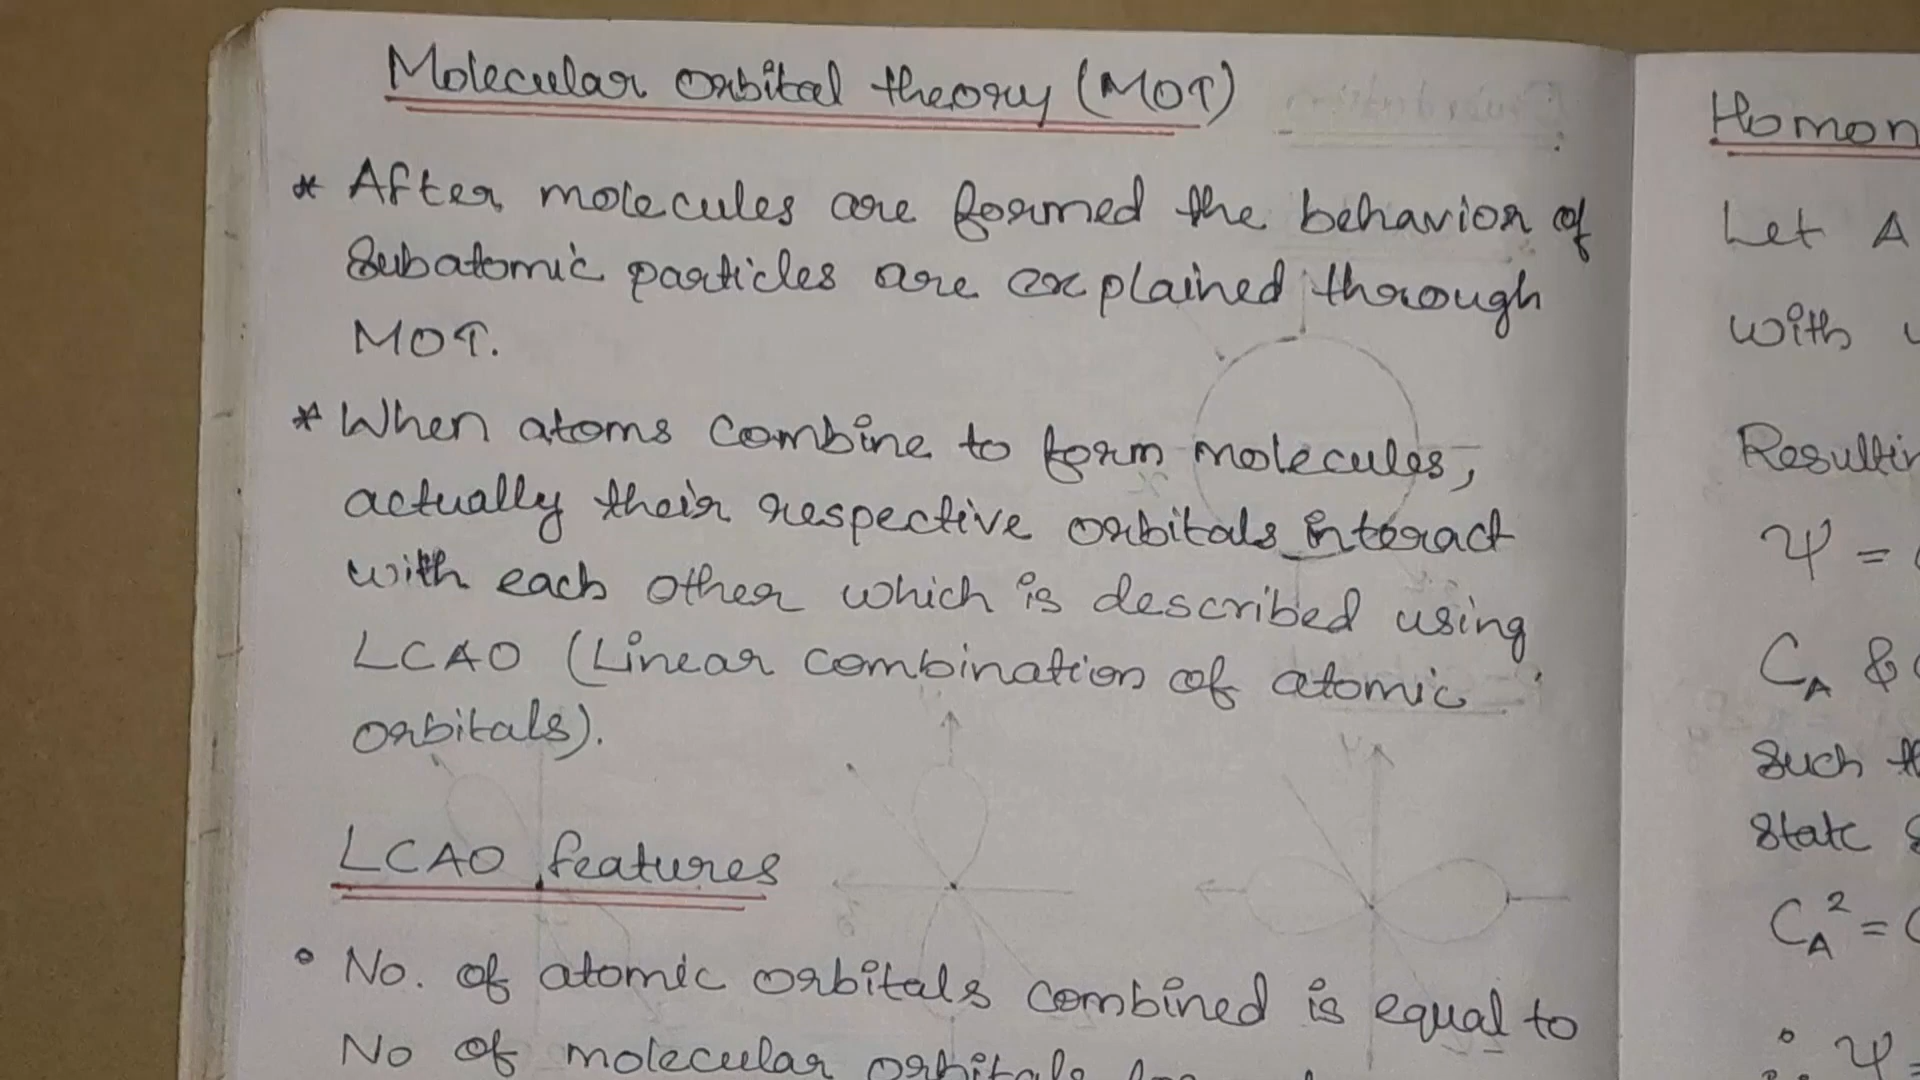 Molecular orbital theory (MOT)
* After molecules are formed the behavior of
subatomic particles are explained through
MOT.
* When atoms combine to form molecules,
actually their respective orbitals interact
with each other which is described using
LCAO (Linear combination of atomic
orbitals).
LCAO features
° No. of atomic orbitals combined is equal to
No of molecular orbitals
Homon
Let A
with
Resultin
Ψ =
C_A &
such
state
C_A² =
∴ Ψ =